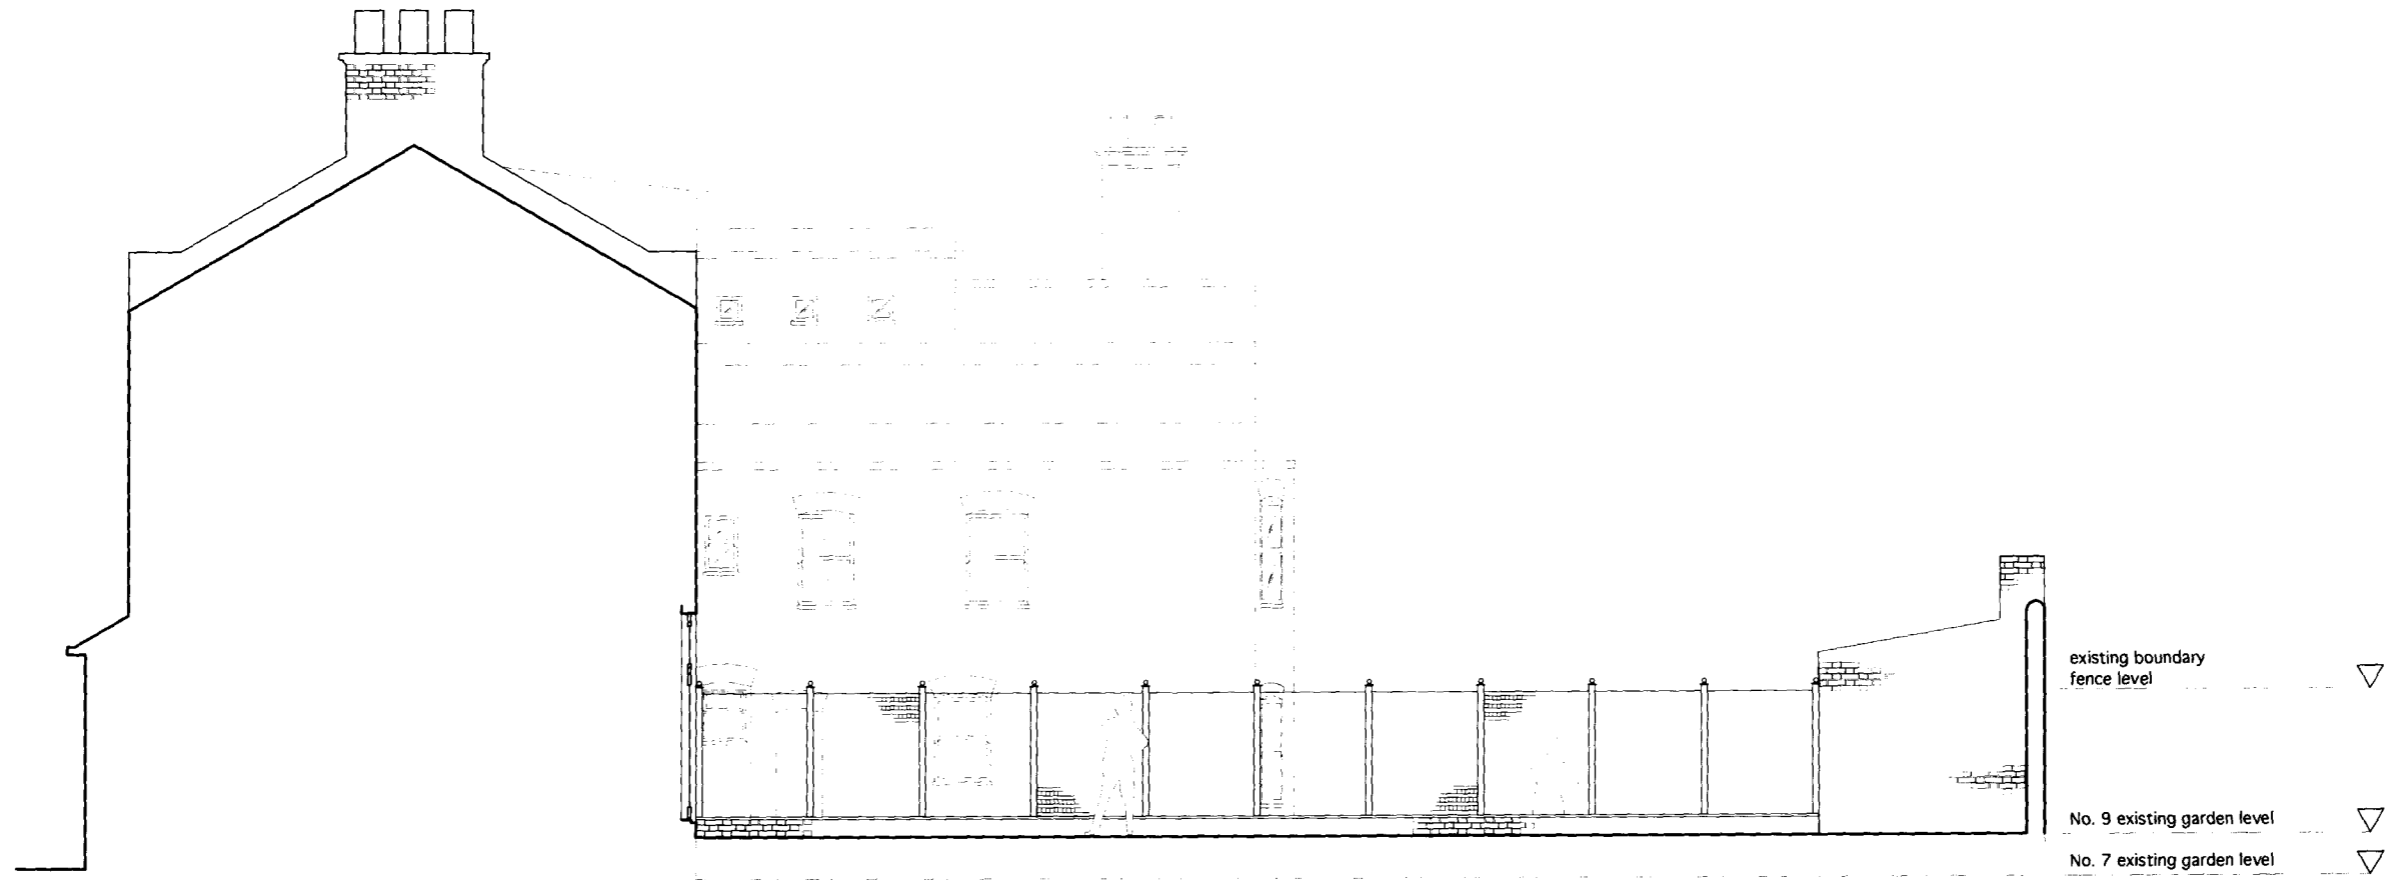 existing boundary
fence level
No. 9 existing garden level
No. 7 existing garden level